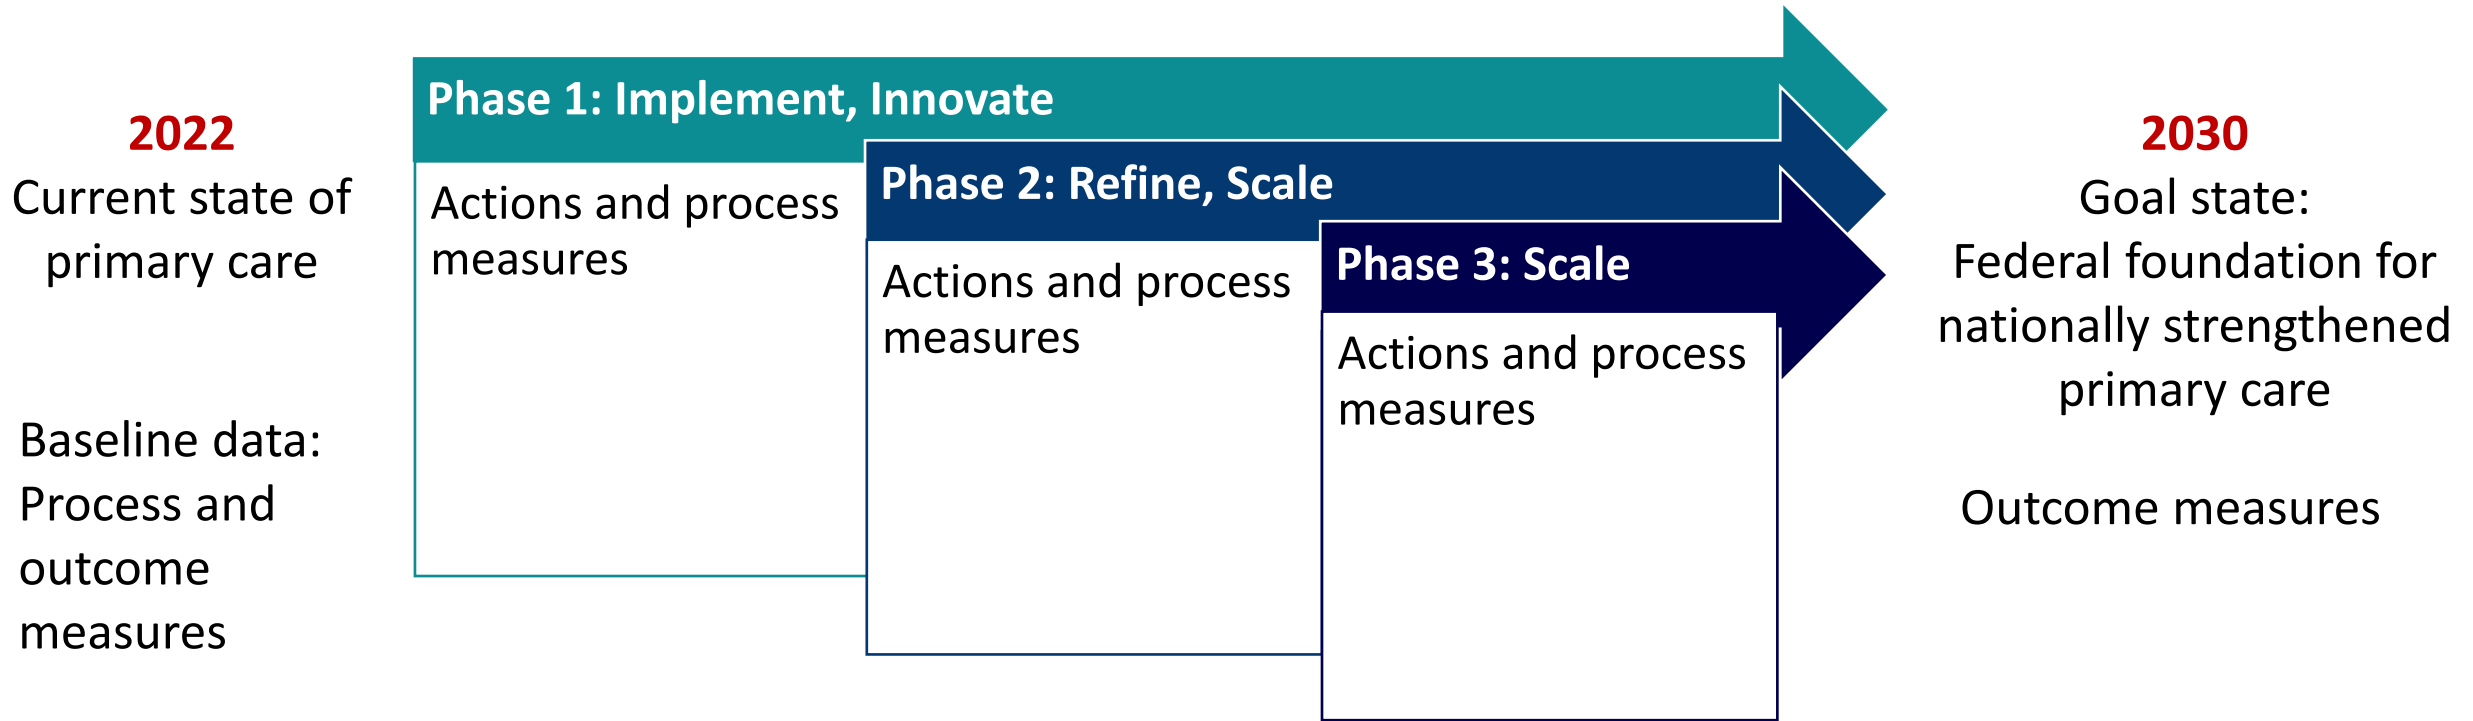 2022
Current state of
primary care
Baseline data:
Process and
outcome
measures
Phase 1: Implement, Innovate
Actions and process
measures
Phase 2: Refine, Scale
Actions and process
measures
Phase 3: Scale
Actions and process
measures
2030
Goal state:
Federal foundation for
nationally strengthened
primary care
Outcome measures